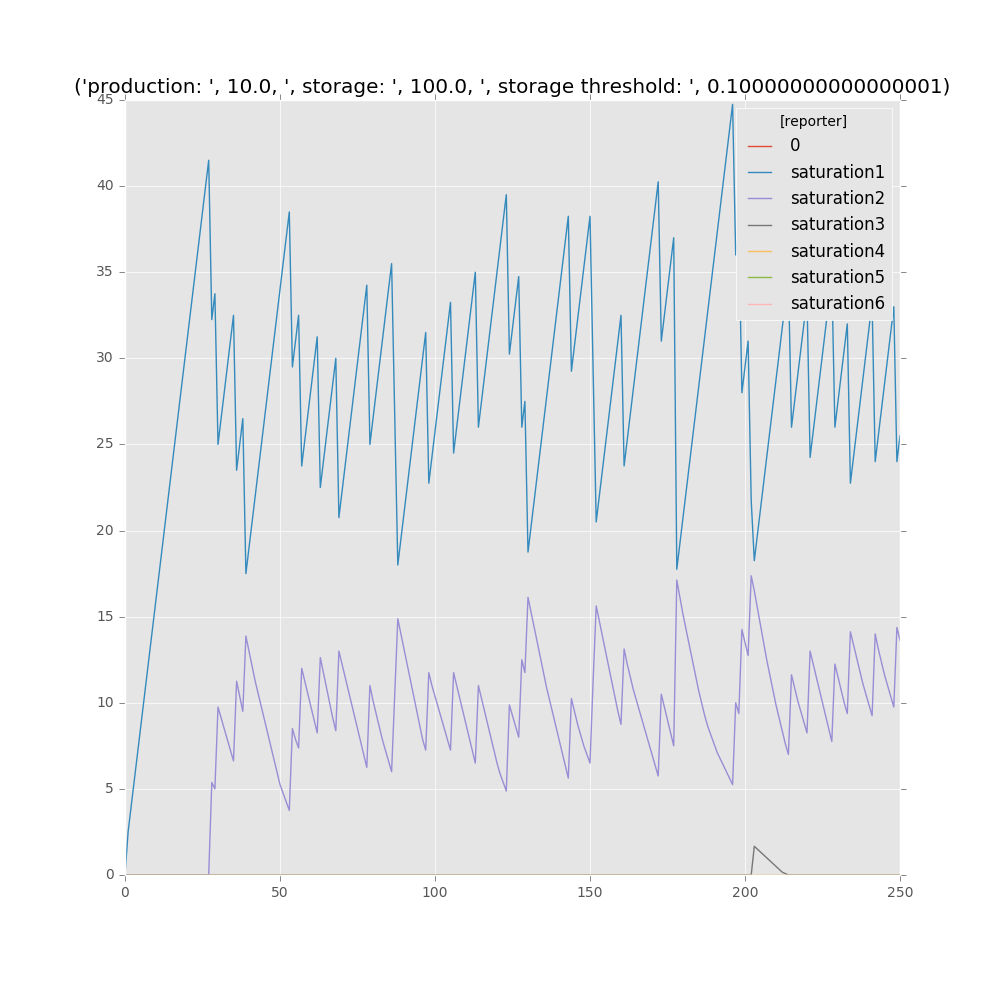 ('production: ', 10.0, ', storage: ', 100.0, ', storage threshold: ', 0.10000000000000001)
45
40
35
30
25
20
15
10
5
0
[reporter]
0
saturation1
saturation2
saturation3
saturation4
saturation5
saturation6
0 50 100 150 200 250